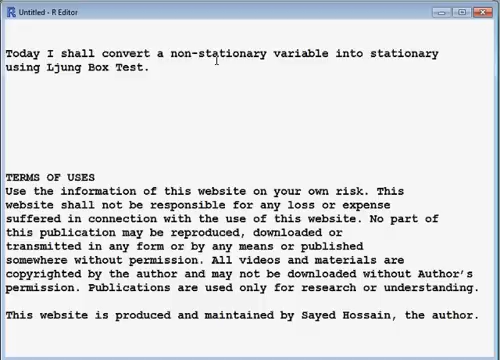 Untitled - R Editor
Today I shall convert a non-stationary variable into stationary
using Ljung Box Test.
TERMS OF USES
Use the information of this website on your own risk. This
website shall not be responsible for any loss or expense
suffered in connection with the use of this website. No part of
this publication may be reproduced, downloaded or
transmitted in any form or by any means or published
somewhere without permission. All videos and materials are
copyrighted by the author and may not be downloaded without Author's
permission. Publications are used only for research or understanding.
This website is produced and maintained by Sayed Hossain, the author.